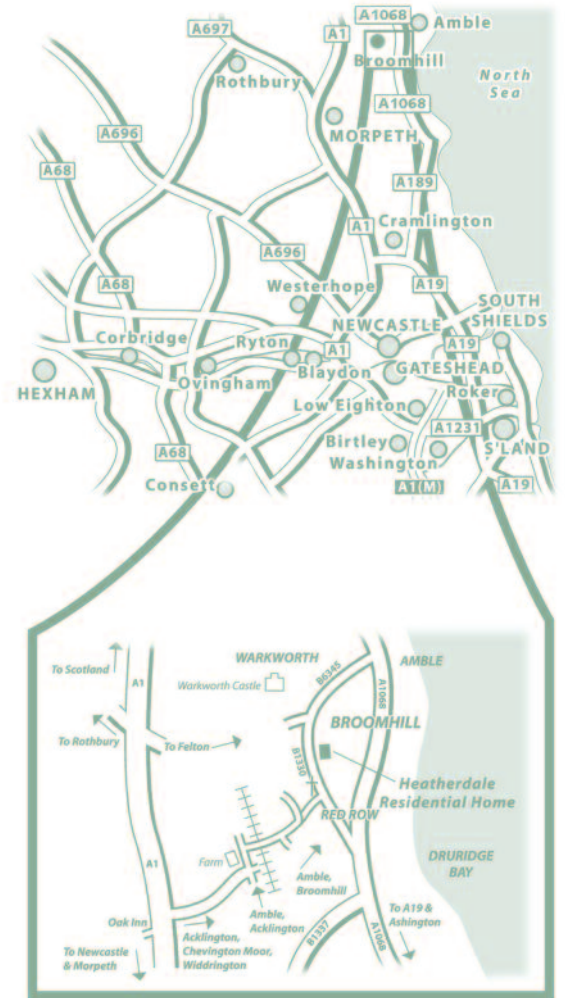 A1068
Amble
A697
A1
Broomhill
Rothbury
North
Sea
A1068
MORPETH
A696
A68
A189
Cramlington
A1
A696
A68
A19
Westerhope
SOUTH
SHIELDS
NEWCASTLE
Corbridge
Ryton
A1
A19
Blaydon
GATESHEAD
HEXHAM
Ovingham
Roker
Low Eighton
A1231
Birtley
S'LAND
Washington
A68
Consett
A1(M)
A19
To Scotland
A1
WARKWORTH
AMBLE
Warkworth Castle
B6345
A1068
To Rothbury
To Felton
BROOMHILL
B1330
Heatherdale
Residential Home
RED ROW
A1
Farm
DRURIDGE
BAY
Amble,
Broomhill
Amble,
Acklington
Oak Inn
Acklington,
Chevington Moor,
Widdrington
To Newcastle
& Morpeth
B1337
A1068
To A19 &
Ashington